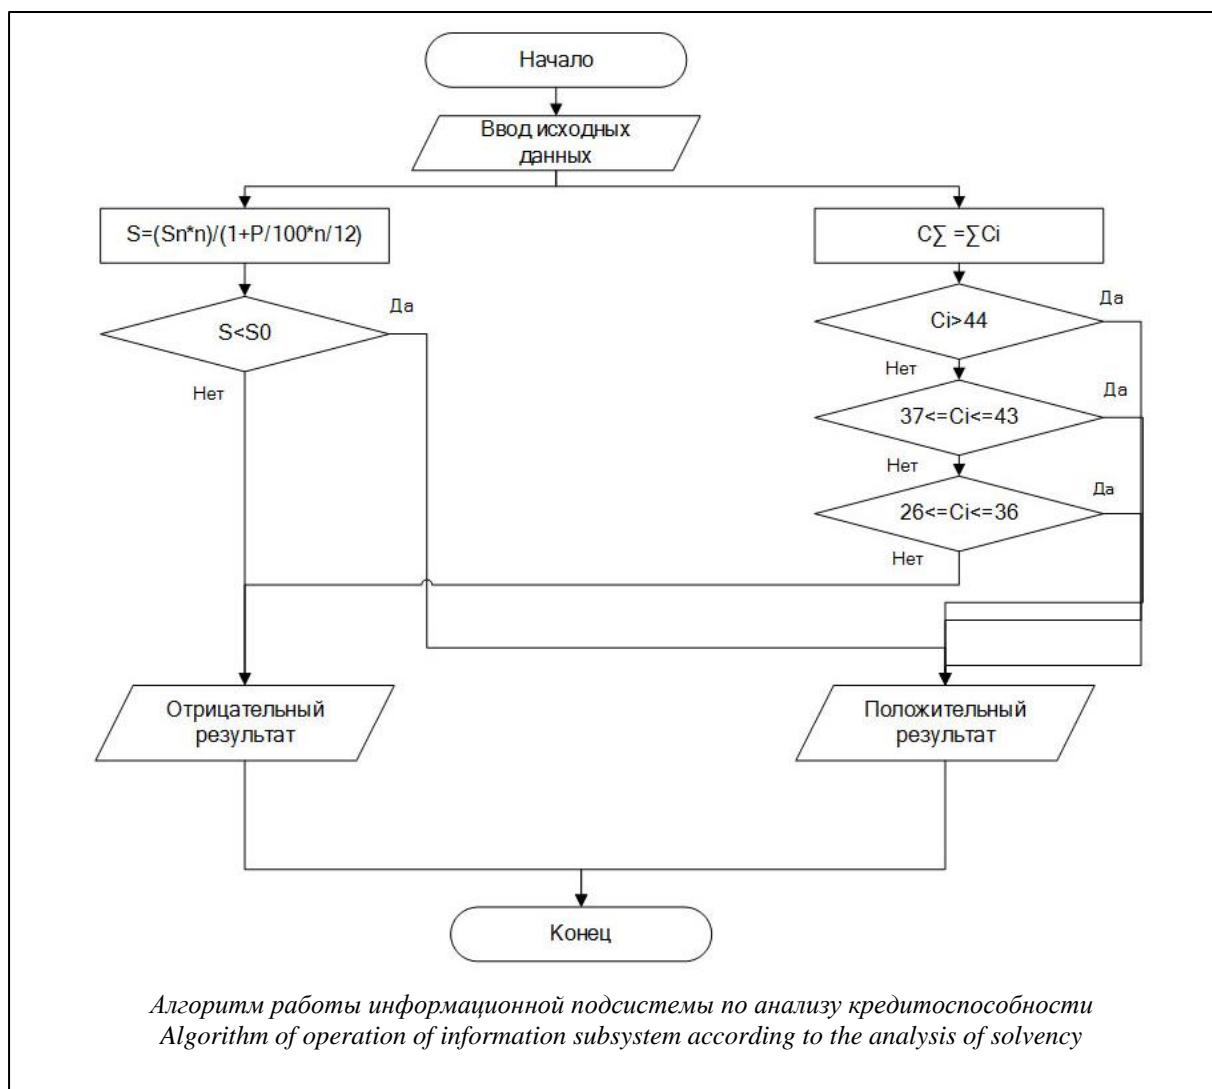 Начало
Ввод исходных
данных
S=(Sn*n)/(1+P/100*n/12)
C∑ =∑Ci
S<S0
Да
Нет
Ci>44
Да
Нет
37<=Ci<=43
Да
Нет
26<=Ci<=36
Да
Нет
Отрицательный
результат
Положительный
результат
Конец
Алгоритм работы информационной подсистемы по анализу кредитоспособности
Algorithm of operation of information subsystem according to the analysis of solvency